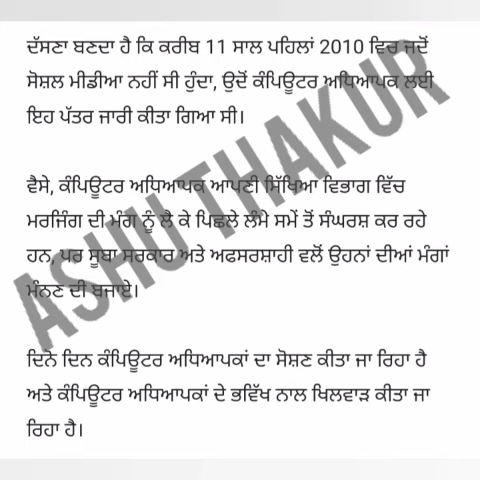 ਦੱਸਣਾ ਬਣਦਾ ਹੈ ਕਿ ਕਰੀਬ 11 ਸਾਲ ਪਹਿਲਾਂ 2010 ਵਿਚ ਜਦੋਂ
ਸੋਸ਼ਲ ਮੀਡੀਆ ਨਹੀਂ ਸੀ ਹੁੰਦਾ, ਉਦੋਂ ਕੰਪਿਊਟਰ ਅਧਿਆਪਕ ਲਈ
ਇਹ ਪੱਤਰ ਜਾਰੀ ਕੀਤਾ ਗਿਆ ਸੀ।
ਵੈਸੇ, ਕੰਪਿਊਟਰ ਅਧਿਆਪਕ ਆਪਣੀ ਸਿੱਖਿਆ ਵਿਭਾਗ ਵਿੱਚ
ਮਰਜਿੰਗ ਦੀ ਮੰਗ ਨੂੰ ਲੈ ਕੇ ਪਿਛਲੇ ਲੰਮੇ ਸਮੇਂ ਤੋਂ ਸੰਘਰਸ਼ ਕਰ ਰਹੇ
ਹਨ, ਪਰ ਸੂਬਾ ਸਰਕਾਰ ਅਤੇ ਅਫਸਰਸ਼ਾਹੀ ਵਲੋਂ ਉਹਨਾਂ ਦੀਆਂ ਮੰਗਾਂ
ਮੰਨਣ ਦੀ ਬਜਾਏ।
ਦਿਨੋ ਦਿਨ ਕੰਪਿਊਟਰ ਅਧਿਆਪਕਾਂ ਦਾ ਸੋਸ਼ਣ ਕੀਤਾ ਜਾ ਰਿਹਾ ਹੈ
ਅਤੇ ਕੰਪਿਊਟਰ ਅਧਿਆਪਕਾਂ ਦੇ ਭਵਿੱਖ ਨਾਲ ਖਿਲਵਾੜ ਕੀਤਾ ਜਾ
ਰਿਹਾ ਹੈ।
ASHU THAKUR